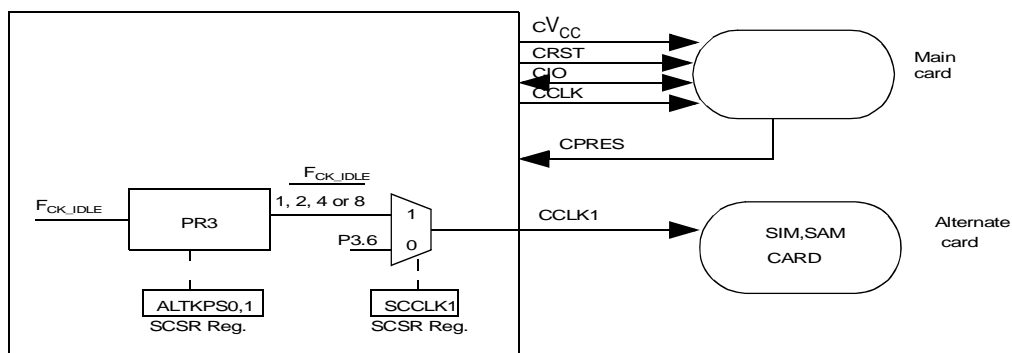 CVCC
CRST
CIO
CCLK
Main
card
CPRES
FCK_IDLE
FCK_IDLE
PR3
1, 2, 4 or 8
1
P3.6
0
CCLK1
SIM,SAM
CARD
Alternate
card
ALTKPS0,1
SCSR Reg.
SCCLK1
SCSR Reg.